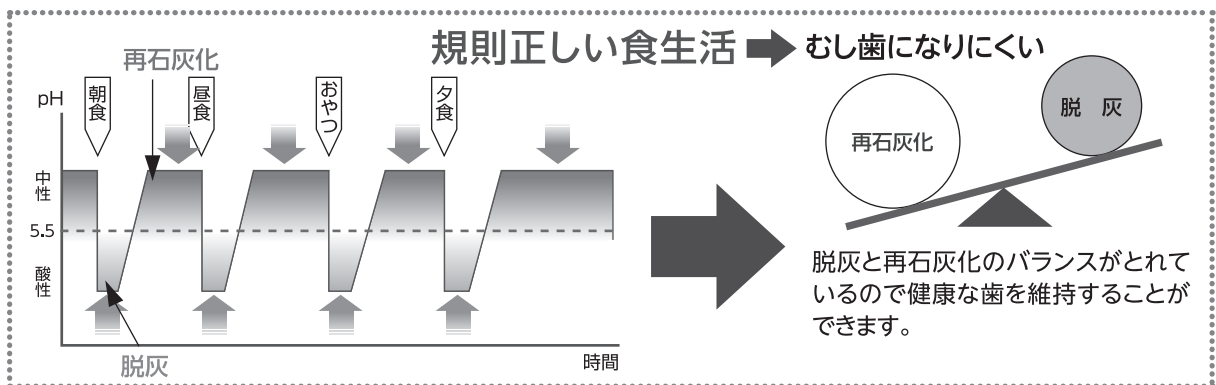 規則正しい食生活 むし歯になりにくい
再石灰化
pH
朝食
昼食
おやつ
夕食
中性
5.5
酸性
脱灰
時間
再石灰化
脱 灰
脱灰と再石灰化のバランスがとれて
いるので健康な歯を維持することが
できます。